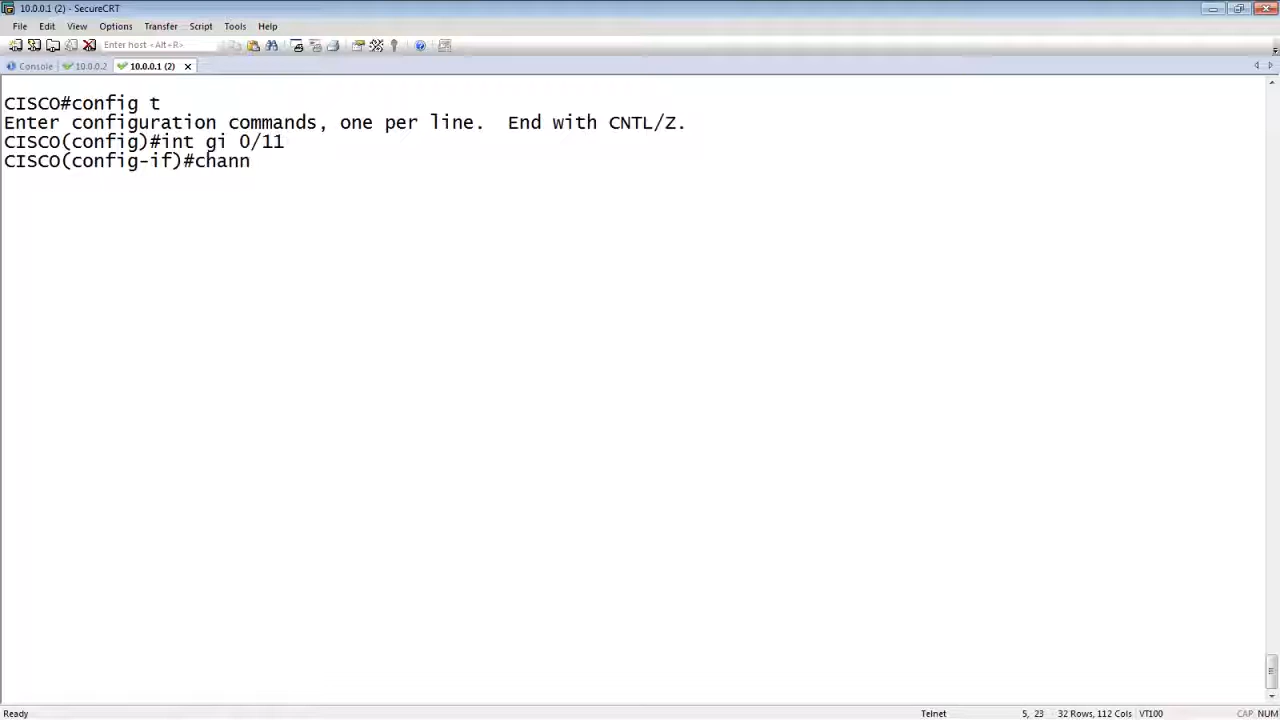 10.0.0.1 (2) - SecureCRT
File Edit View Options Transfer Script Tools Help
Enter host <Alt+R>
Console 10.0.0.2 10.0.0.1 (2)
CISCO#config t
Enter configuration commands, one per line.  End with CNTL/Z.
CISCO(config)#int gi 0/11
CISCO(config-if)#chann
Ready Telnet 5, 23 32 Rows, 112 Cols VT100 CAP NUM